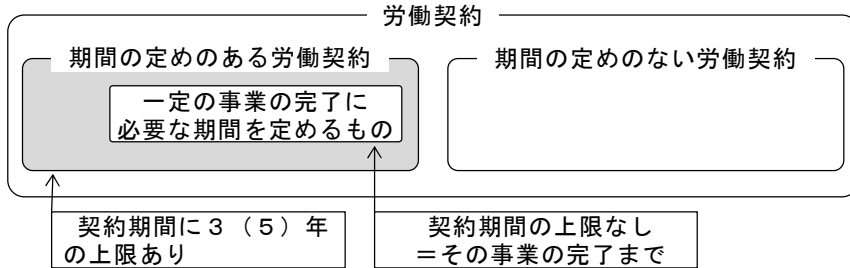 労働契約
期間の定めのある労働契約
期間の定めのない労働契約
一定の事業の完了に
必要な期間を定めるもの
契約期間に3（5）年
の上限あり
契約期間の上限なし
＝その事業の完了まで